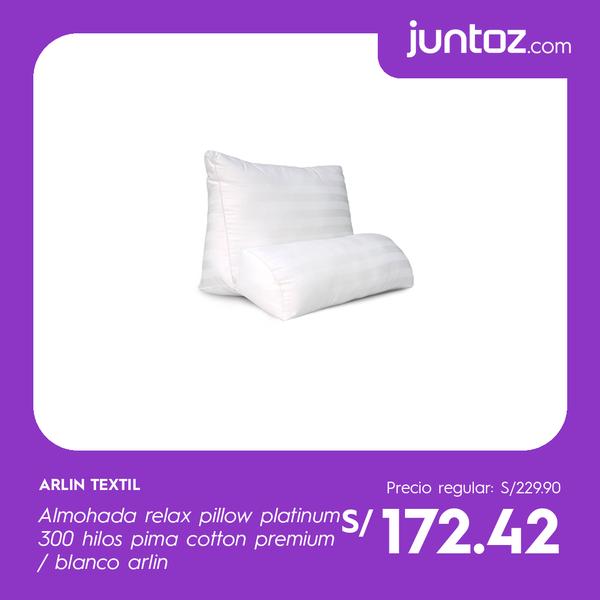 juntoz.com
ARLIN TEXTIL
Almohada relax pillow platinum
300 hilos pima cotton premium
/ blanco arlin
Precio regular: S/229.90
S/ 172.42